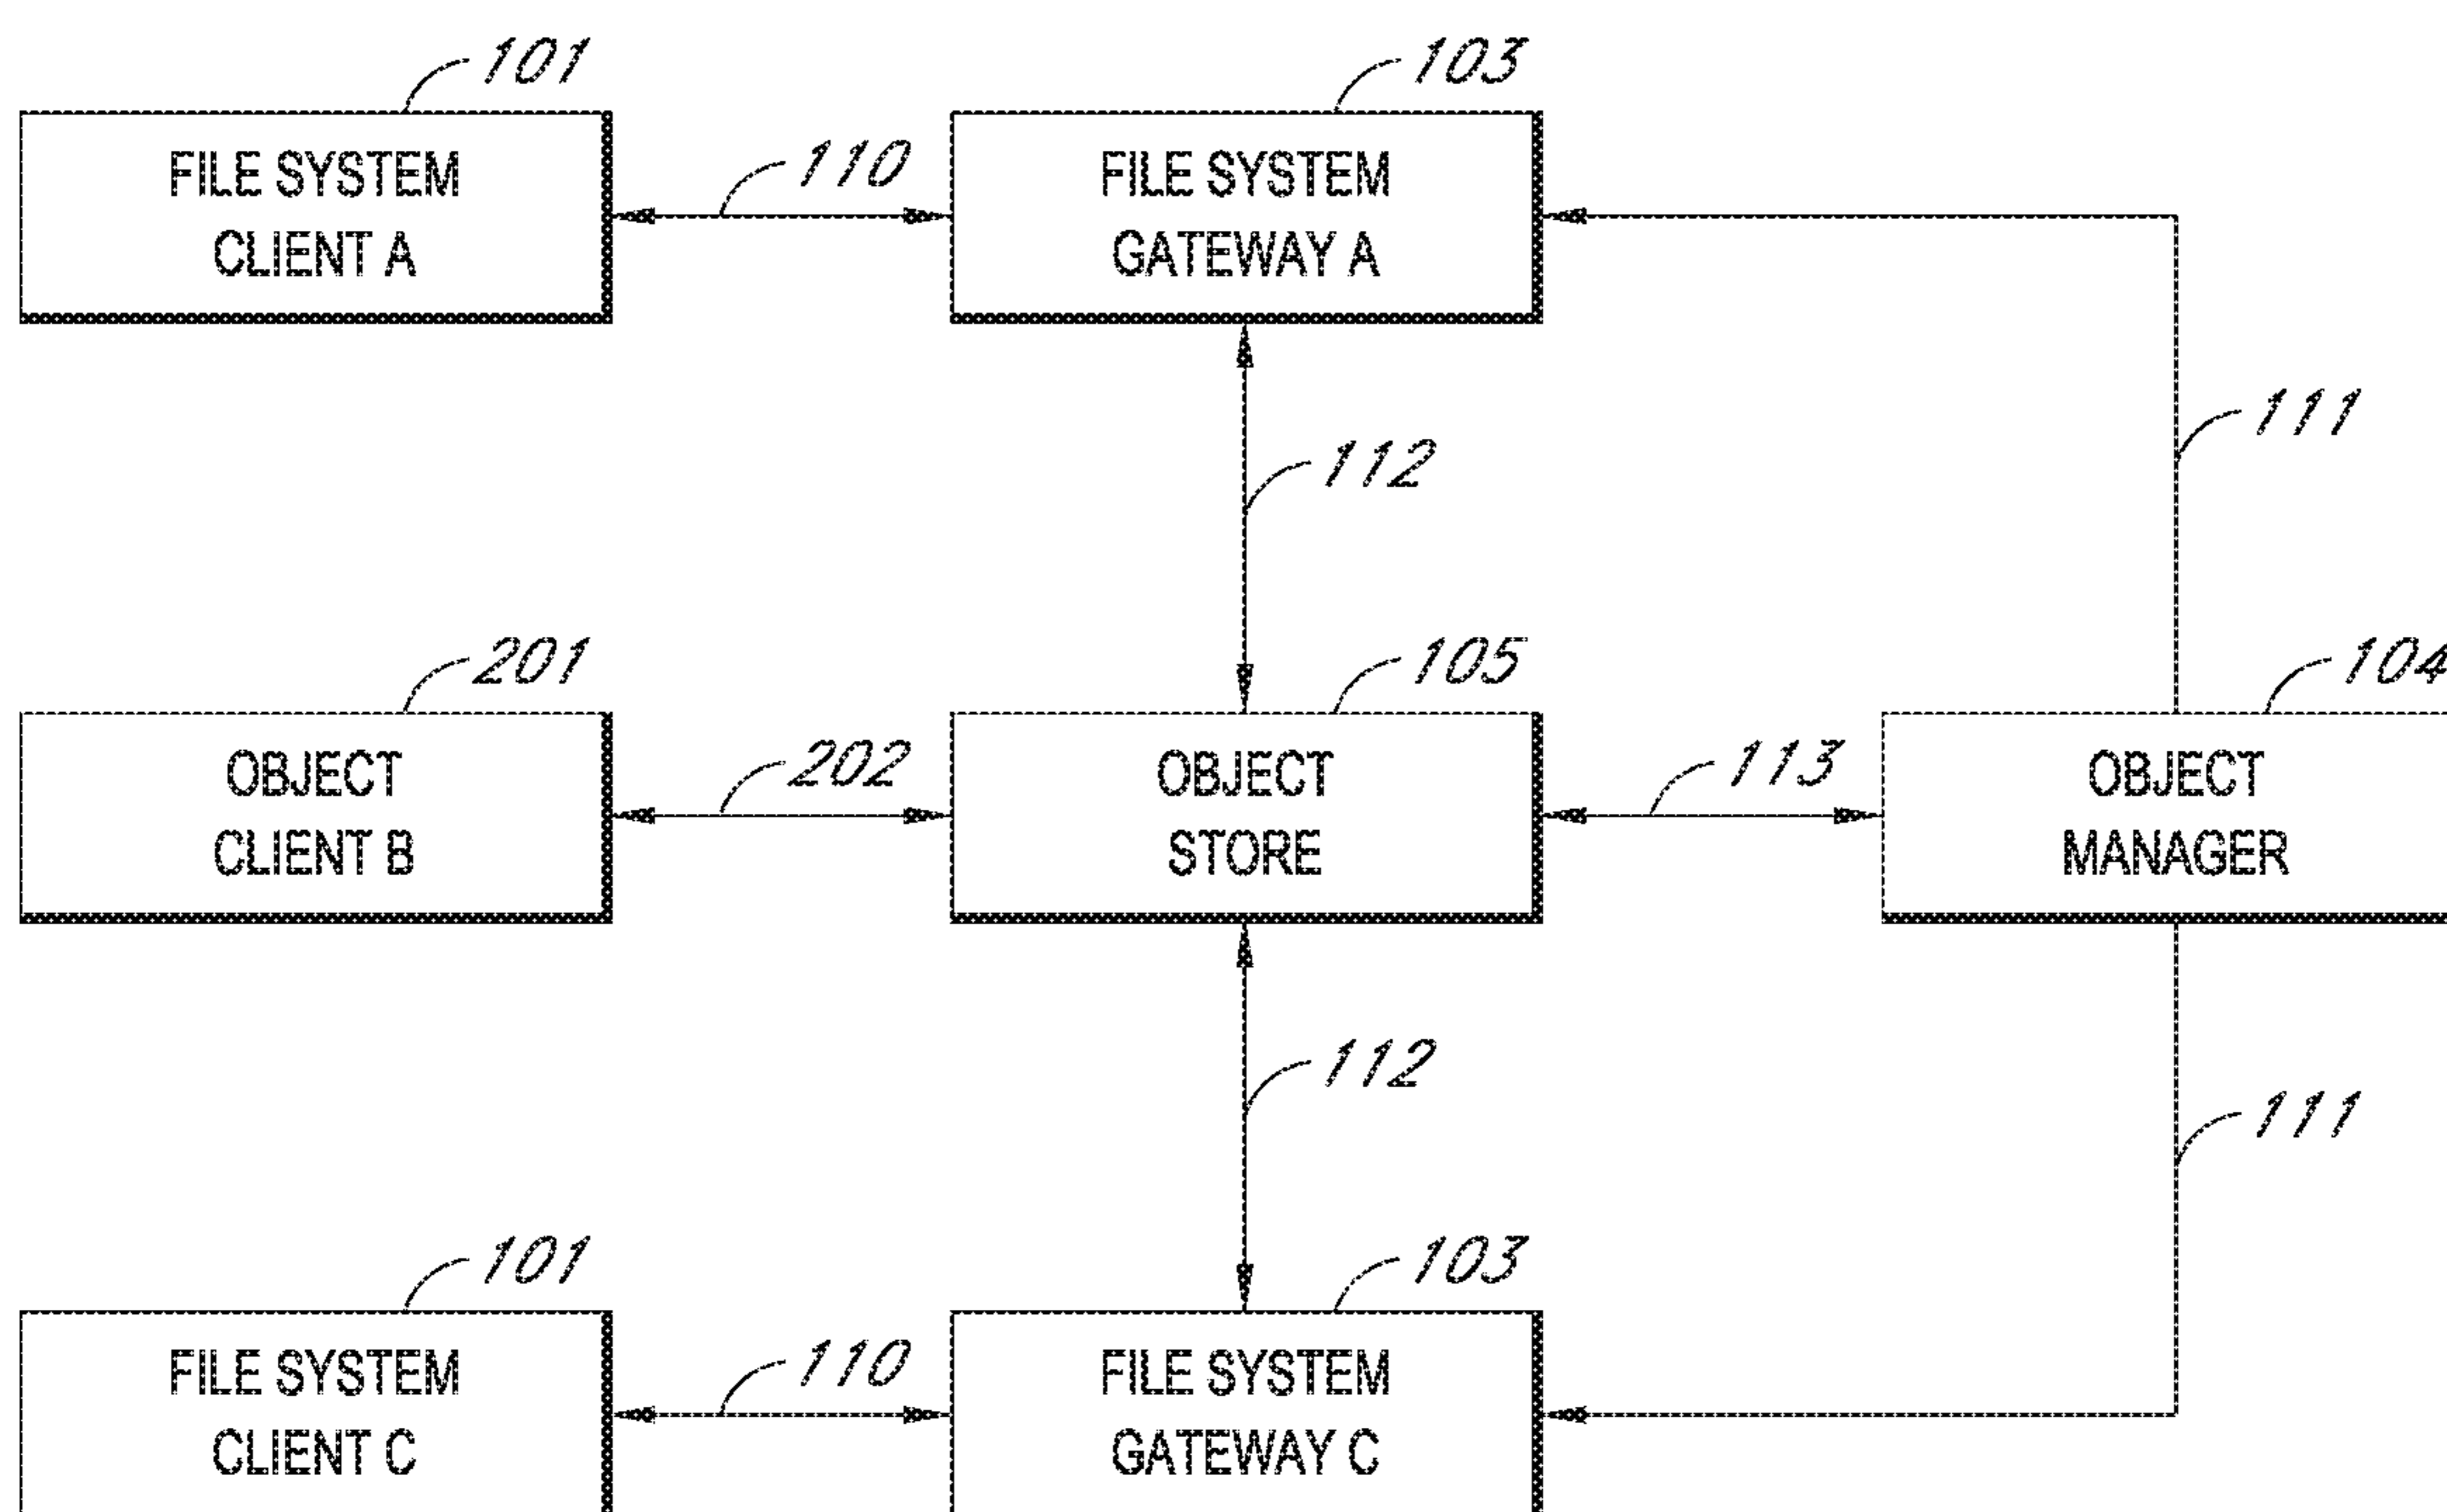 101
103
FILE SYSTEM
CLIENT A
110
FILE SYSTEM
GATEWAY A
111
112
201
105
104
OBJECT
CLIENT B
202
OBJECT
STORE
113
OBJECT
MANAGER
112
111
101
103
FILE SYSTEM
CLIENT C
110
FILE SYSTEM
GATEWAY C